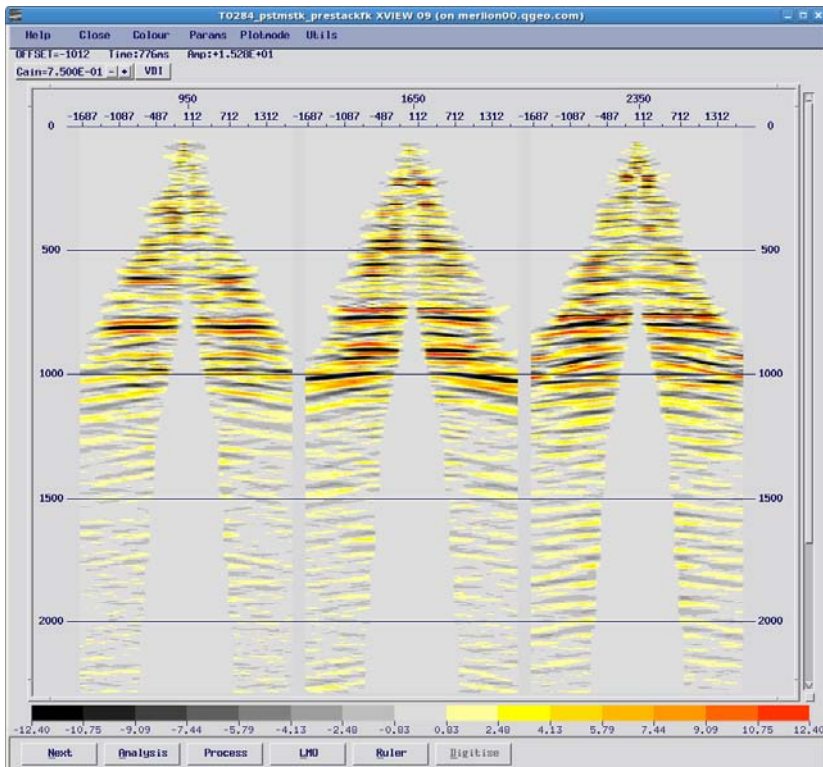 T0284_pstmstk_prestackfk XVIEW 09 (on merlion00.qgeo.com)
Help Close Colour Params Plotmode Utils
OFFSET=-1012 Time:776ms Amp:+1.528E+01
Gain=7.500E-01 - + VDI
950 1650 2350
-1687 -1087 -487 112 712 1312 -1687 -1087 -487 112 712 1312 -1687 -1087 -487 112 712 1312
0 0
500 500
1000 1000
1500 1500
2000 2000
-12.40 -10.75 -9.09 -7.44 -5.79 -4.13 -2.48 -0.83 0.83 2.48 4.13 5.79 7.44 9.09 10.75 12.40
Next Analysis Process LMO Ruler Digitise